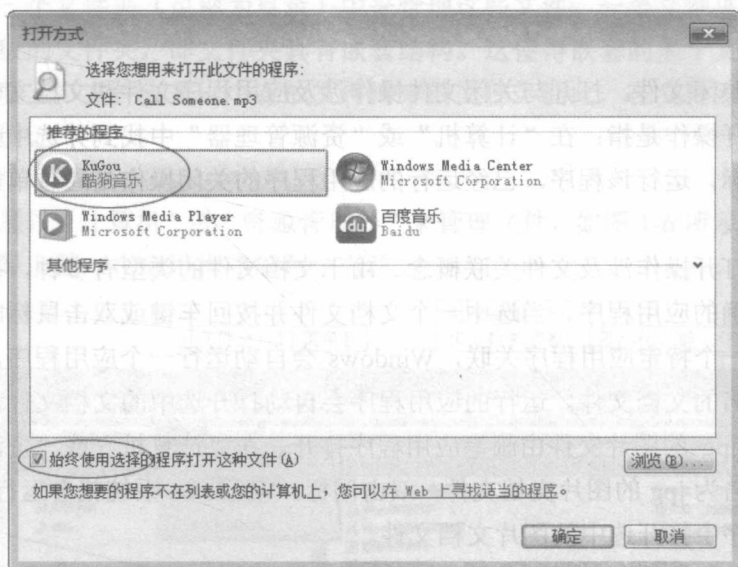 打开方式
选择您想用来打开此文件的程序:
文件: Call Someone.mp3
推荐的程序
KuGou
酷狗音乐
Windows Media Center
Microsoft Corporation
Windows Media Player
Microsoft Corporation
百度音乐
Baidu
其他程序
始终使用选择的程序打开这种文件(A)
浏览(B)...
如果您想要的程序不在列表或您的计算机上，您可以在 Web 上寻找适当的程序。
确定
取消